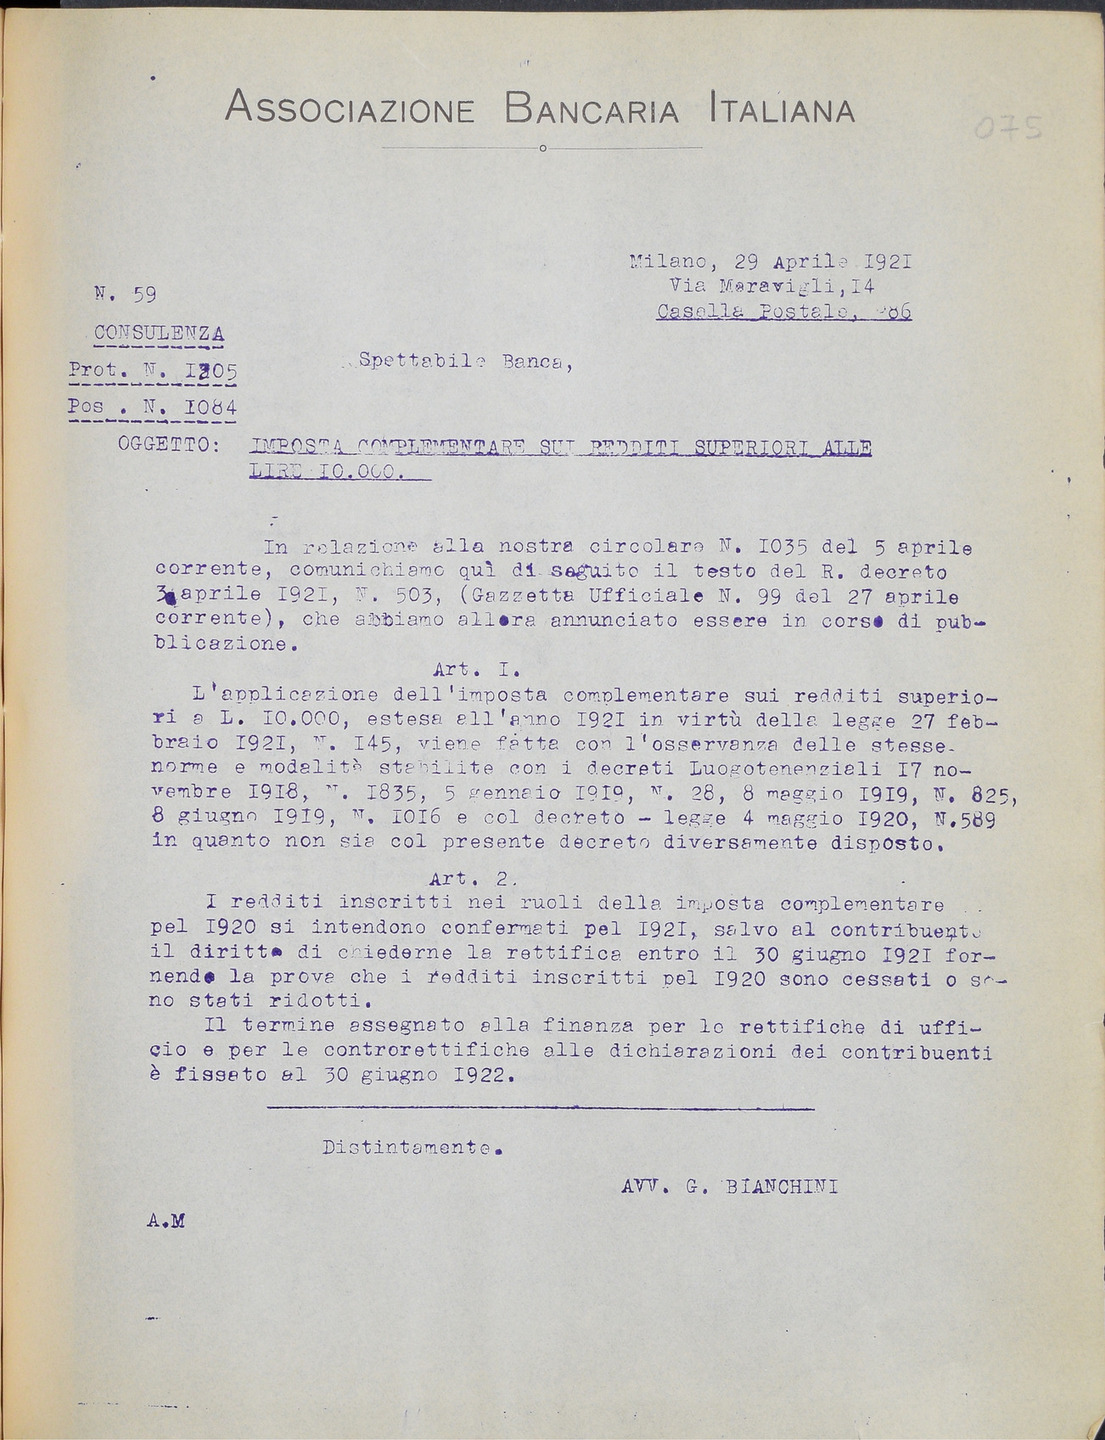 ASSOCIAZIONE BANCARIA ITALIANA
075
Milano, 29 Aprile 1921
Via Meravigli, 14
Casella Postale, 986
N. 59
CONSULENZA
Prot. N. 1205
Pos . N. 1084
Spettabile Banca,
OGGETTO: IMPOSTA COMPLEMENTARE SUI REDDITI SUPERIORI ALLE
LIRE 10.000.
In relazione alla nostra circolare N. 1035 del 5 aprile
corrente, comunichiamo quì di seguito il testo del R. decreto
3 aprile 1921, N. 503, (Gazzetta Ufficiale N. 99 del 27 aprile
corrente), che abbiamo allora annunciato essere in corso di pub-
blicazione.
Art. I.
L'applicazione dell'imposta complementare sui redditi superio-
ri a L. 10.000, estesa all'anno 1921 in virtù della legge 27 feb-
braio 1921, N. 145, viene fatta con l'osservanza delle stesse
norme e modalità stabilite con i decreti Luogotenenziali 17 no-
vembre 1918, N. 1835, 5 gennaio 1919, N. 28, 8 maggio 1919, N. 825,
8 giugno 1919, N. 1016 e col decreto - legge 4 maggio 1920, N.589
in quanto non sia col presente decreto diversamente disposto.
Art. 2.
I redditi inscritti nei ruoli della imposta complementare
pel 1920 si intendono confermati pel 1921, salvo al contribuente
il diritto di chiederne la rettifica entro il 30 giugno 1921 for-
nendo la prova che i redditi inscritti pel 1920 sono cessati o so-
no stati ridotti.
Il termine assegnato alla finanza per le rettifiche di uffi-
cio e per le controrettifiche alle dichiarazioni dei contribuenti
è fissato al 30 giugno 1922.
Distintamente.
AVV. G. BIANCHINI
A.M